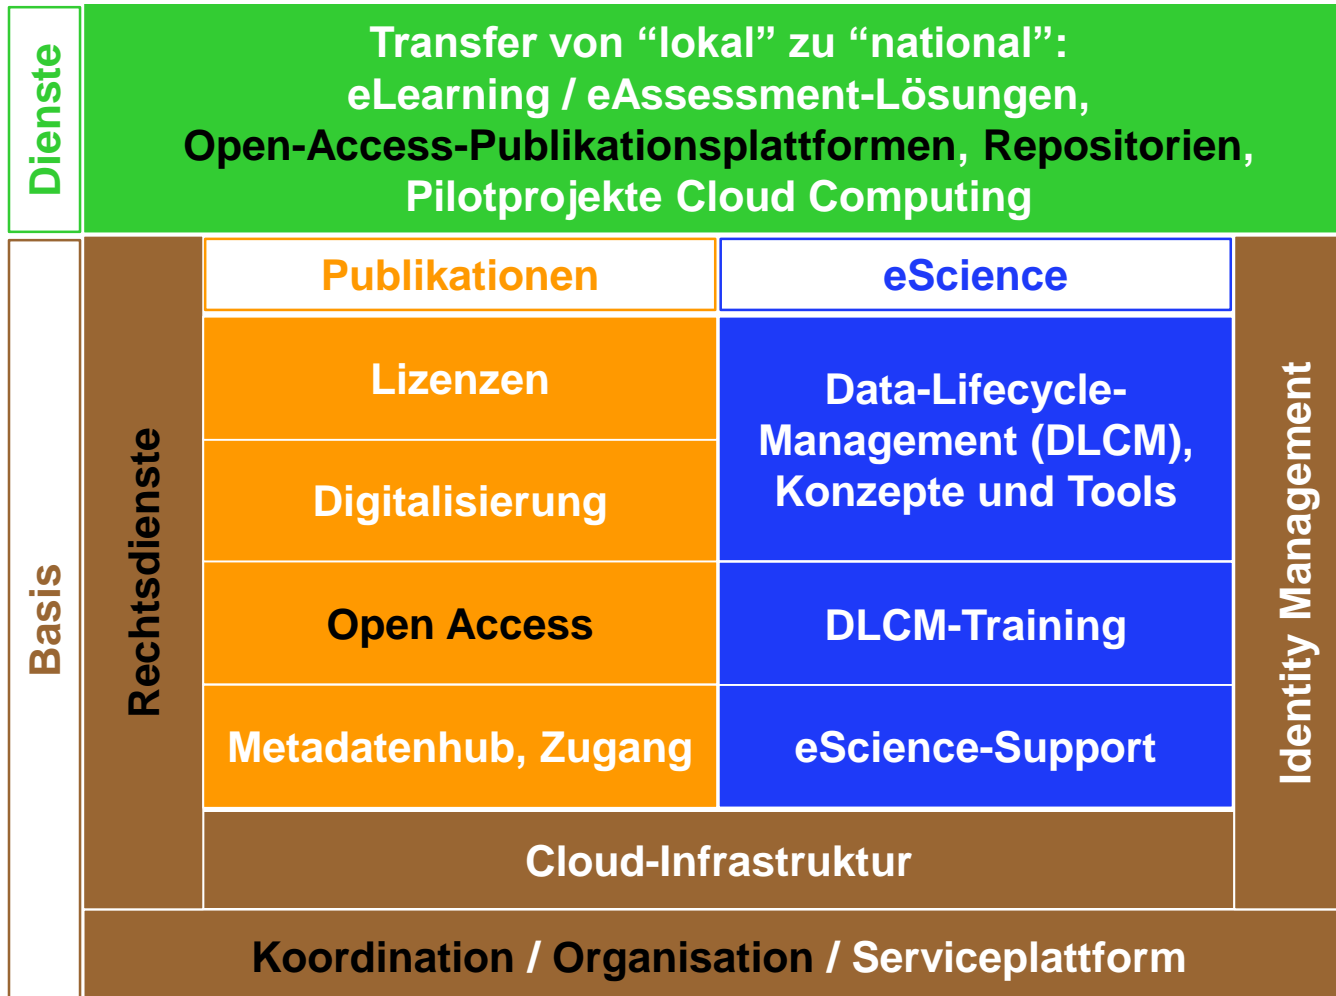 Dienste
Transfer von “lokal” zu “national”:
eLearning / eAssessment-Lösungen,
Open-Access-Publikationsplattformen, Repositorien,
Pilotprojekte Cloud Computing
Basis
Rechtsdienste
Publikationen
Lizenzen
Digitalisierung
Open Access
Metadatenhub, Zugang
eScience
Data-Lifecycle-
Management (DLCM),
Konzepte und Tools
DLCM-Training
eScience-Support
Identity Management
Cloud-Infrastruktur
Koordination / Organisation / Serviceplattform